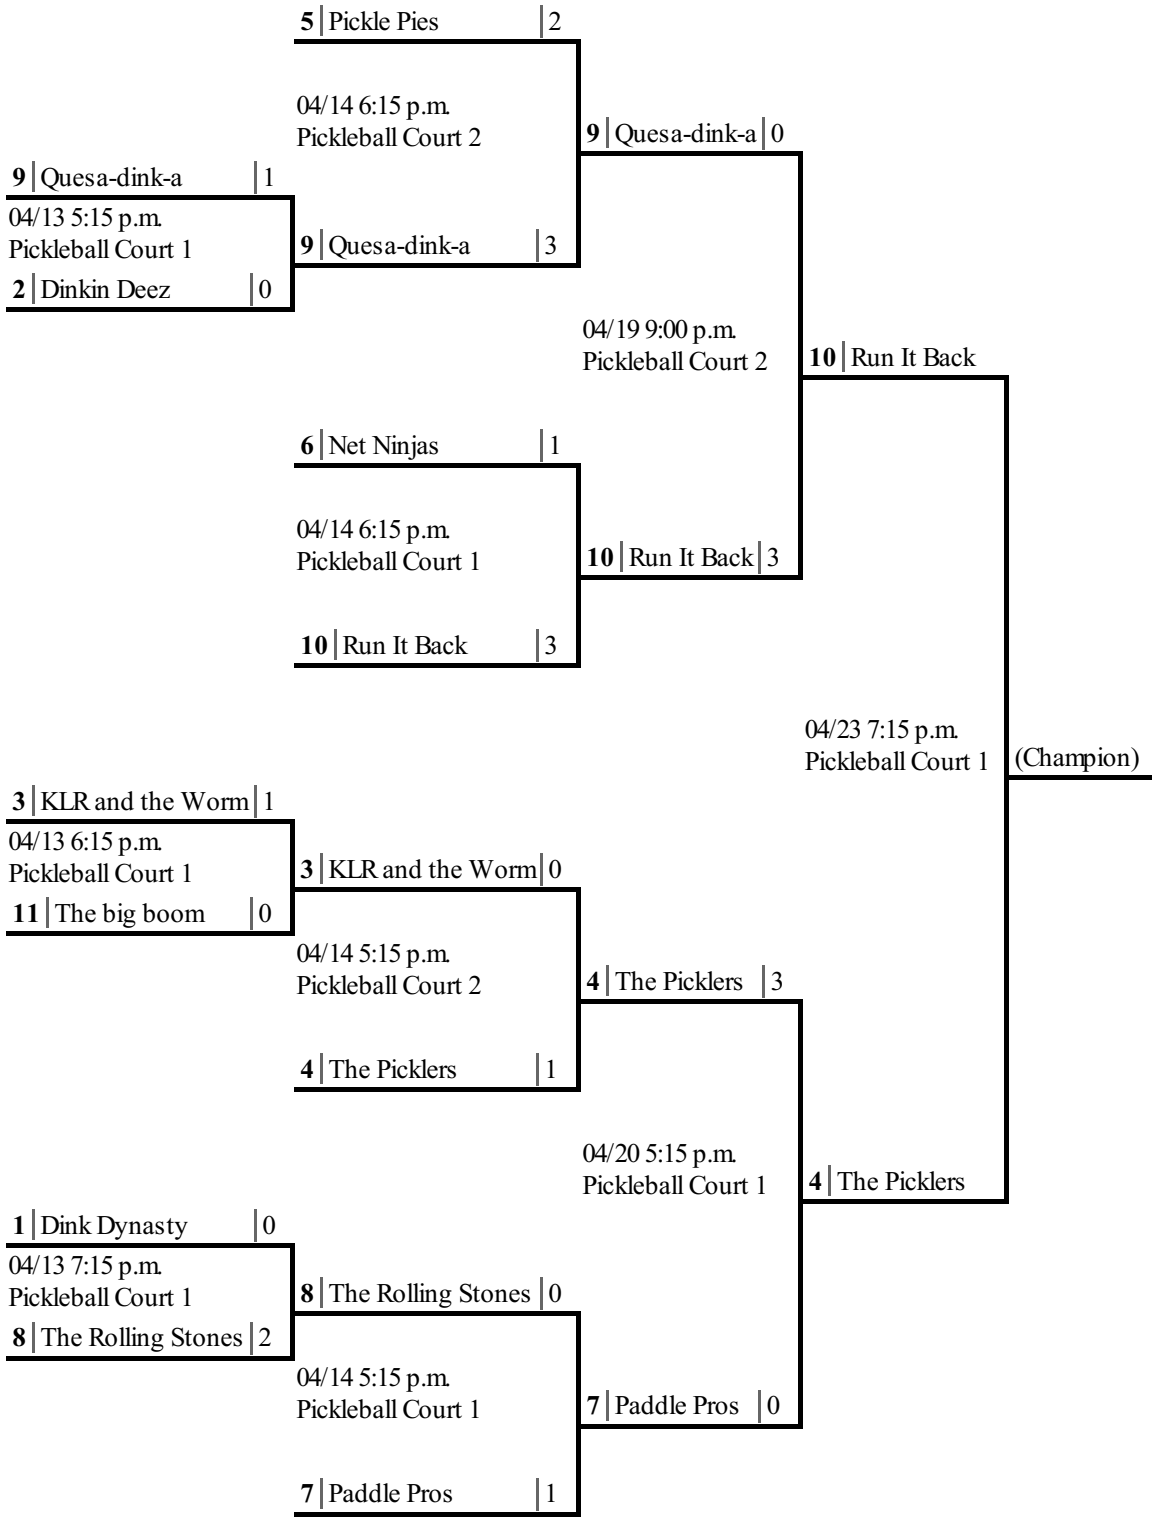 5 Pickle Pies 2
04/14 6:15 p.m.
Pickleball Court 2
9 Quesa-dink-a 0
9 Quesa-dink-a 1
04/13 5:15 p.m.
Pickleball Court 1
9 Quesa-dink-a 3
2 Dinkin Deez 0
04/19 9:00 p.m.
Pickleball Court 2
10 Run It Back
6 Net Ninjas 1
04/14 6:15 p.m.
Pickleball Court 1
10 Run It Back 3
10 Run It Back 3
04/23 7:15 p.m.
Pickleball Court 1
(Champion)
3 KLR and the Worm 1
04/13 6:15 p.m.
Pickleball Court 1
3 KLR and the Worm 0
11 The big boom 0
04/14 5:15 p.m.
Pickleball Court 2
4 The Picklers 3
4 The Picklers 1
04/20 5:15 p.m.
Pickleball Court 1
4 The Picklers
1 Dink Dynasty 0
04/13 7:15 p.m.
Pickleball Court 1
8 The Rolling Stones 0
8 The Rolling Stones 2
04/14 5:15 p.m.
Pickleball Court 1
7 Paddle Pros 0
7 Paddle Pros 1